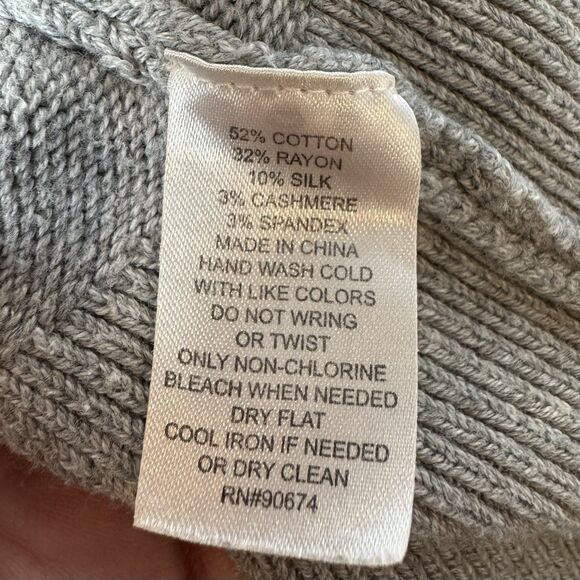 52% COTTON
32% RAYON
10% SILK
3% CASHMERE
3% SPANDEX
MADE IN CHINA
HAND WASH COLD
WITH LIKE COLORS
DO NOT WRING
OR TWIST
ONLY NON-CHLORINE
BLEACH WHEN NEEDED
DRY FLAT
COOL IRON IF NEEDED
OR DRY CLEAN
RN#90674